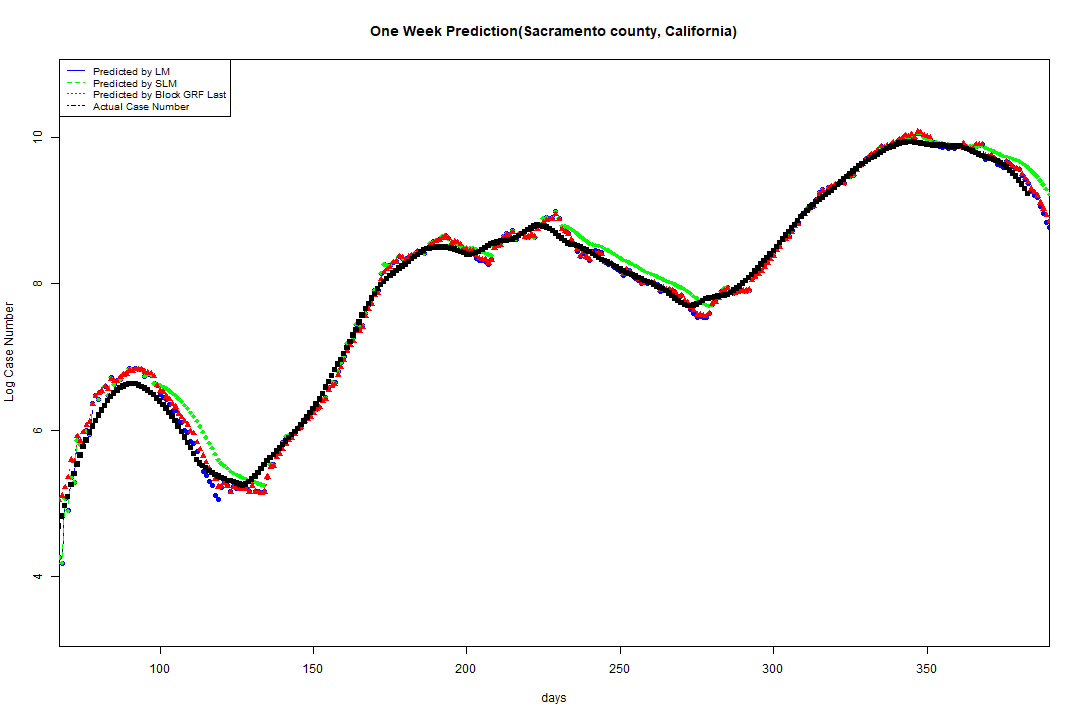 One Week Prediction(Sacramento county, California)
Predicted by LM
Predicted by SLM
Predicted by Block GRF Last
Actual Case Number
10
8
6
4
Log Case Number
100 150 200 250 300 350
days